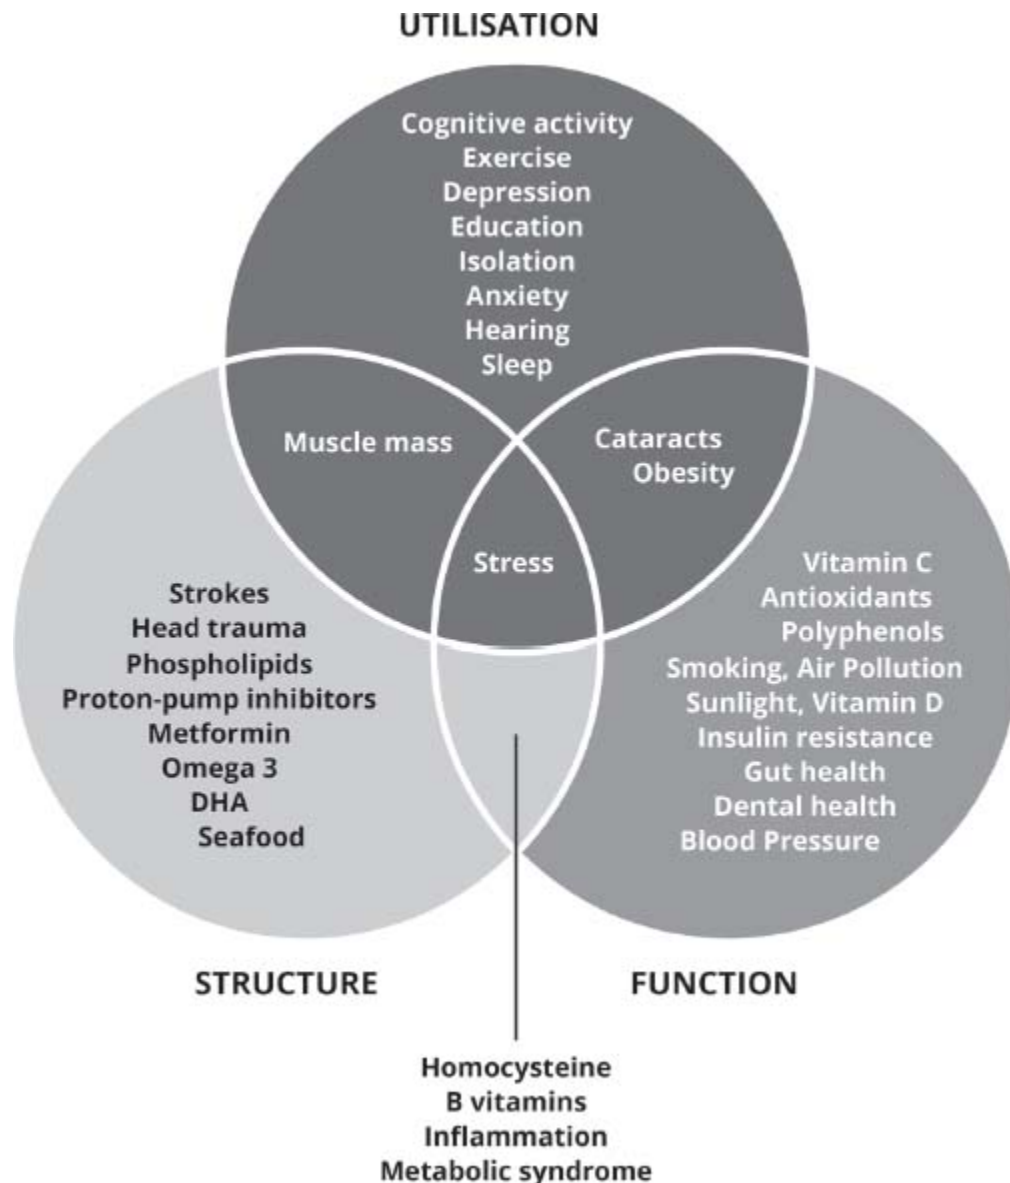 UTILISATION
Cognitive activity
Exercise
Depression
Education
Isolation
Anxiety
Hearing
Sleep
Muscle mass
Cataracts
Obesity
Stress
Strokes
Head trauma
Phospholipids
Proton-pump inhibitors
Metformin
Omega 3
DHA
Seafood
Vitamin C
Antioxidants
Polyphenols
Smoking, Air Pollution
Sunlight, Vitamin D
Insulin resistance
Gut health
Dental health
Blood Pressure
STRUCTURE
FUNCTION
Homocysteine
B vitamins
Inflammation
Metabolic syndrome